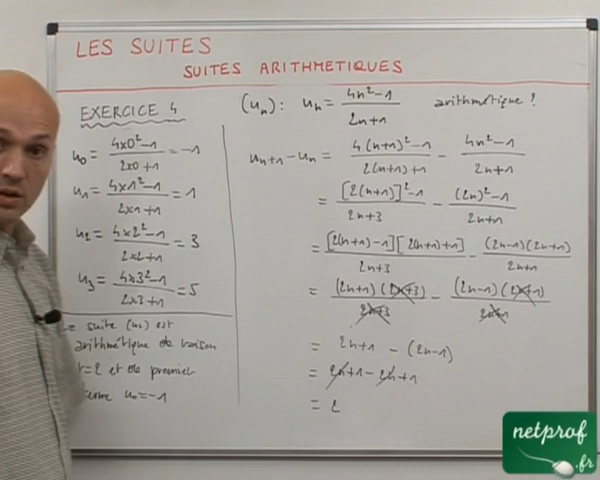 LES SUITES
SUITES ARITHMETIQUES
EXERCICE 4
u₀ = (4×0²-1)/(2×0+1) = -1
u₁ = (4×1²-1)/(2×1+1) = 1
u₂ = (4×2²-1)/(2×2+1) = 3
u₃ = (4×3²-1)/(2×3+1) = 5
suite (uₙ) est
arithmétique de raison
r=2 et de premier
terme u₀=-1
(uₙ): uₙ = (4n²-1)/(2n+1) arithmétique?
uₙ₊₁-uₙ = (4(n+1)²-1)/(2(n+1)+1) - (4n²-1)/(2n+1)
= ([2(n+1)]²-1)/(2n+3) - ((2n)²-1)/(2n+1)
= ([2(n+1)-1][2(n+1)+1])/(2n+3) - ((2n-1)(2n+1))/(2n+1)
= ((2n+1)(2n+3))/(2n+3) - ((2n-1)(2n+1))/(2n+1)
= 2n+1 - (2n-1)
= 2n+1-2n+1
= 2
netprof
.fr